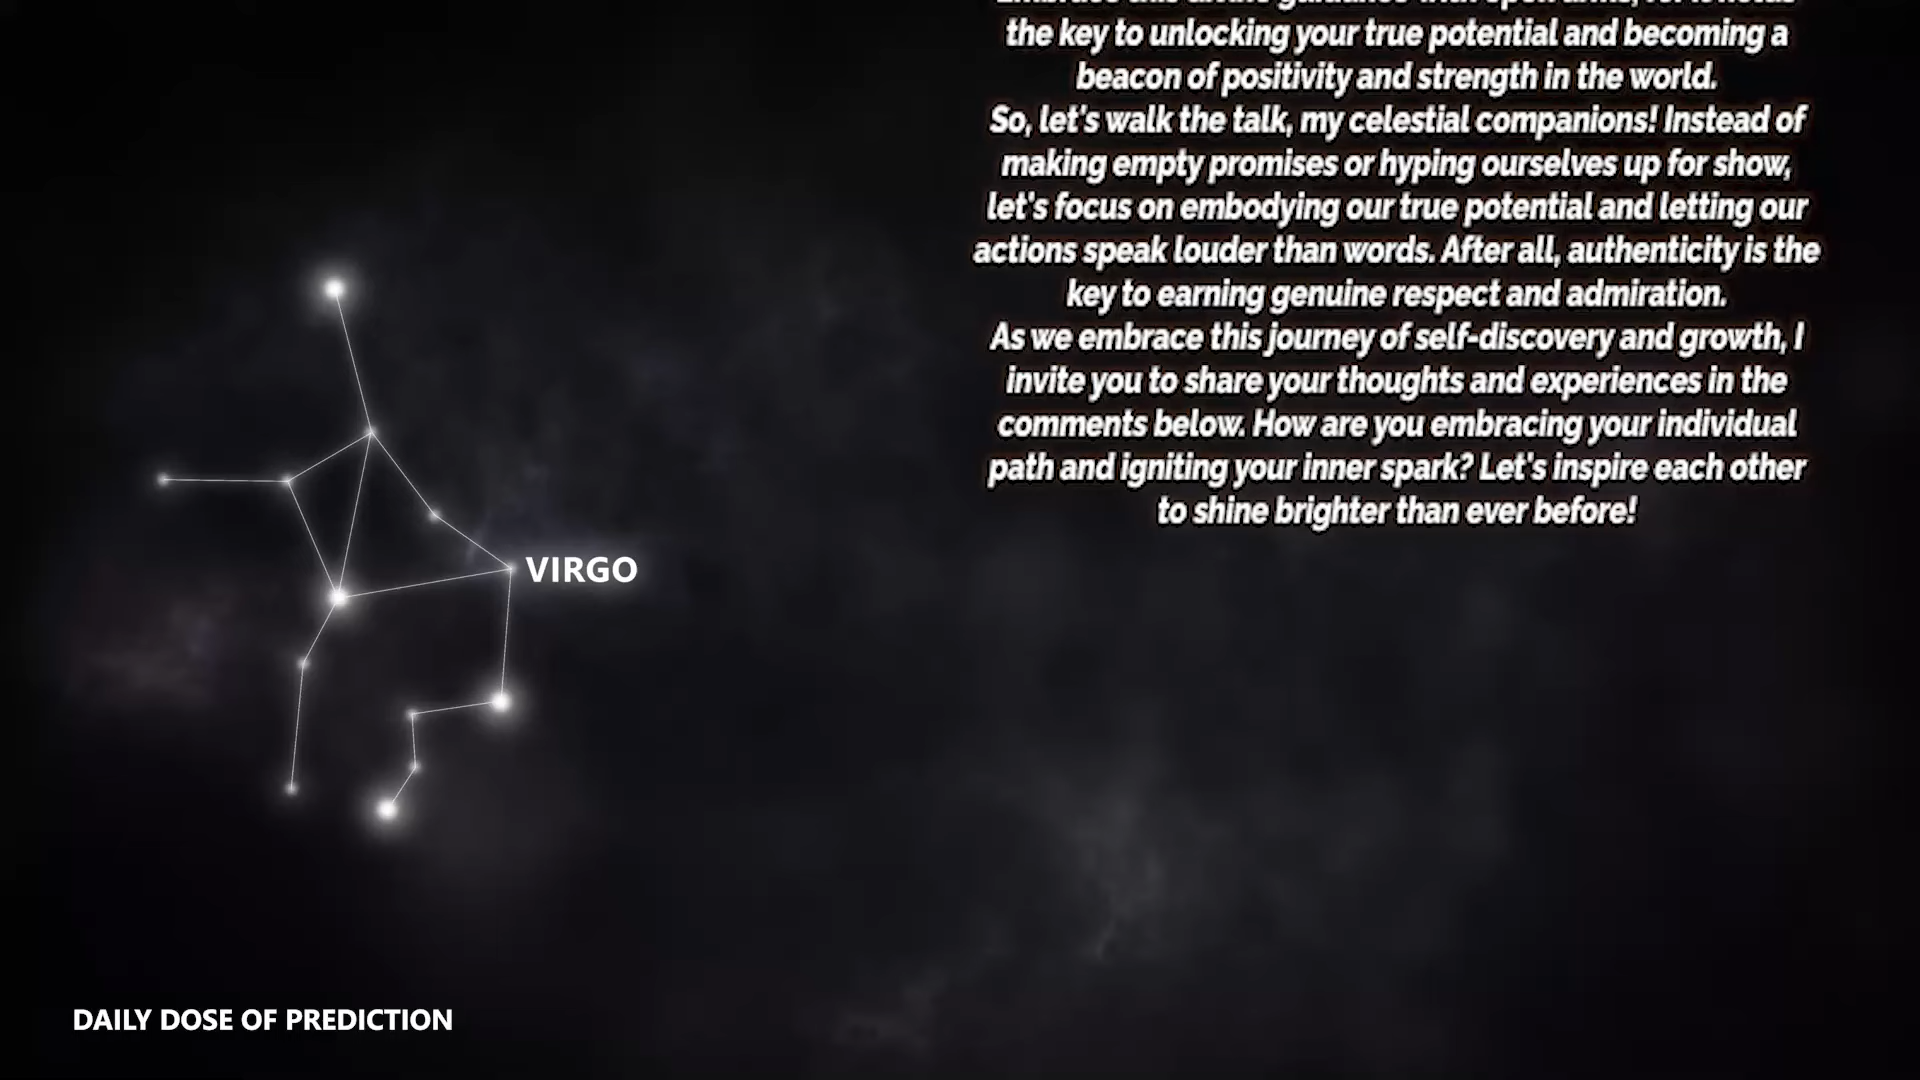 the key to unlocking your true potential and becoming a
beacon of positivity and strength in the world.
So, let's walk the talk, my celestial companions! Instead of
making empty promises or hyping ourselves up for show,
let's focus on embodying our true potential and letting our
actions speak louder than words. After all, authenticity is the
key to earning genuine respect and admiration.
As we embrace this journey of self-discovery and growth, I
invite you to share your thoughts and experiences in the
comments below. How are you embracing your individual
path and igniting your inner spark? Let's inspire each other
to shine brighter than ever before!
VIRGO
DAILY DOSE OF PREDICTION